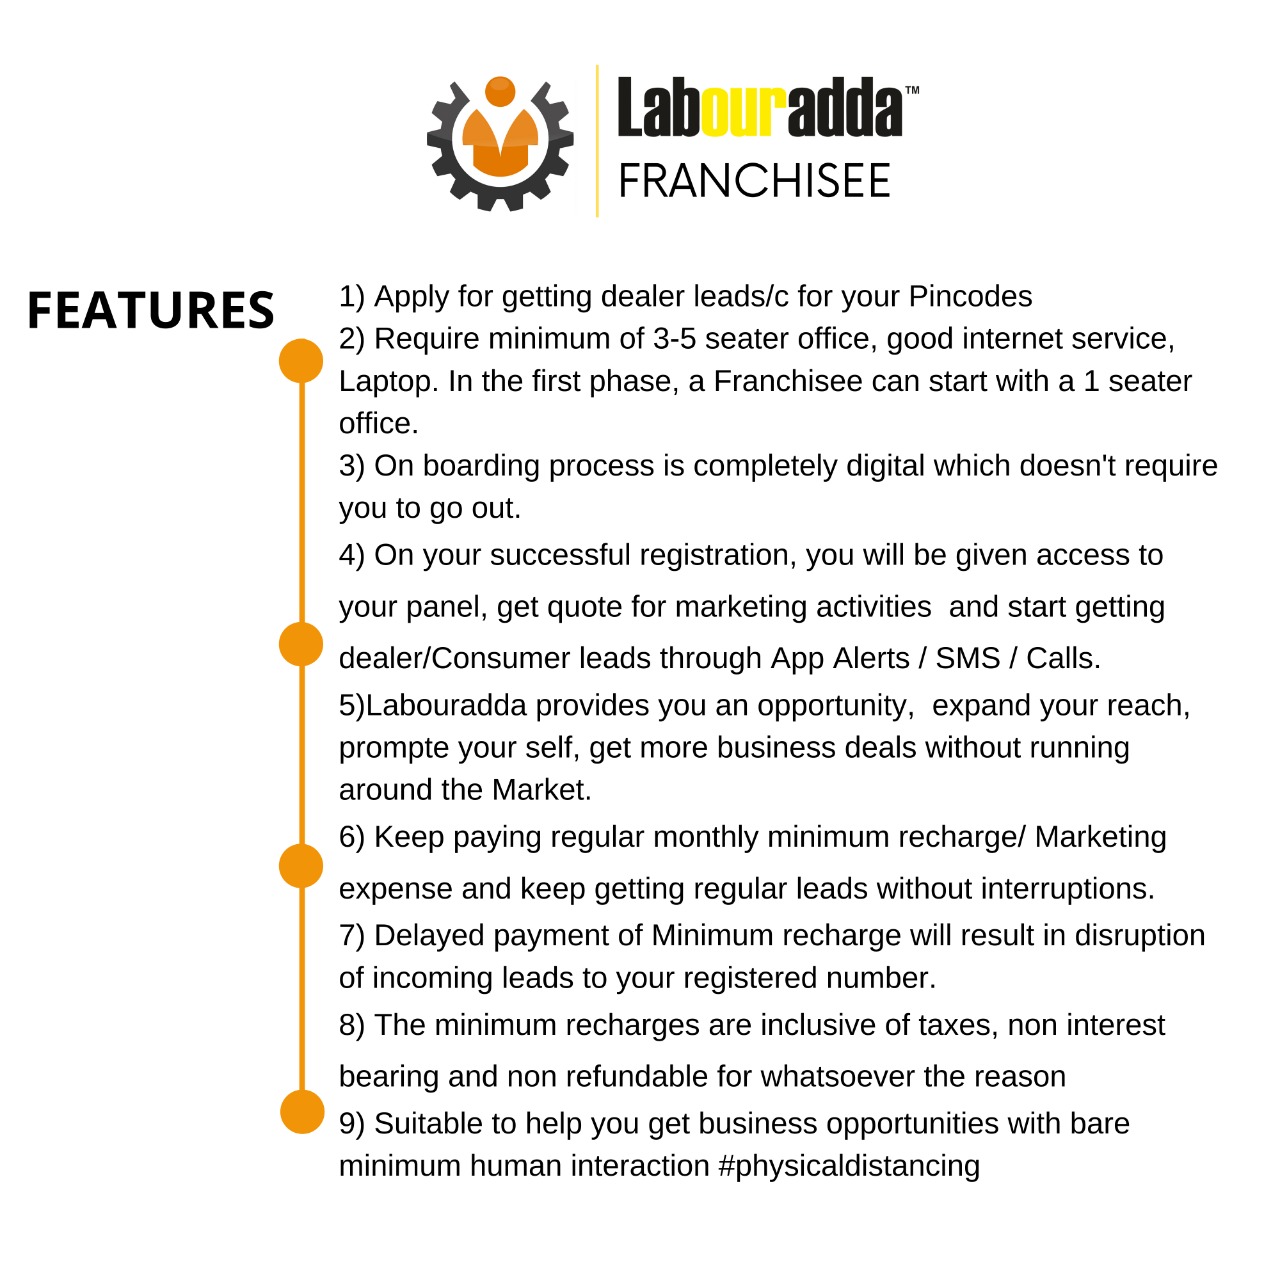 Labouradda™
FRANCHISEE
FEATURES
1) Apply for getting dealer leads/c for your Pincodes
2) Require minimum of 3-5 seater office, good internet service,
Laptop. In the first phase, a Franchisee can start with a 1 seater
office.
3) On boarding process is completely digital which doesn't require
you to go out.
4) On your successful registration, you will be given access to
your panel, get quote for marketing activities  and start getting
dealer/Consumer leads through App Alerts / SMS / Calls.
5)Labouradda provides you an opportunity,  expand your reach,
prompte your self, get more business deals without running
around the Market.
6) Keep paying regular monthly minimum recharge/ Marketing
expense and keep getting regular leads without interruptions.
7) Delayed payment of Minimum recharge will result in disruption
of incoming leads to your registered number.
8) The minimum recharges are inclusive of taxes, non interest
bearing and non refundable for whatsoever the reason
9) Suitable to help you get business opportunities with bare
minimum human interaction #physicaldistancing